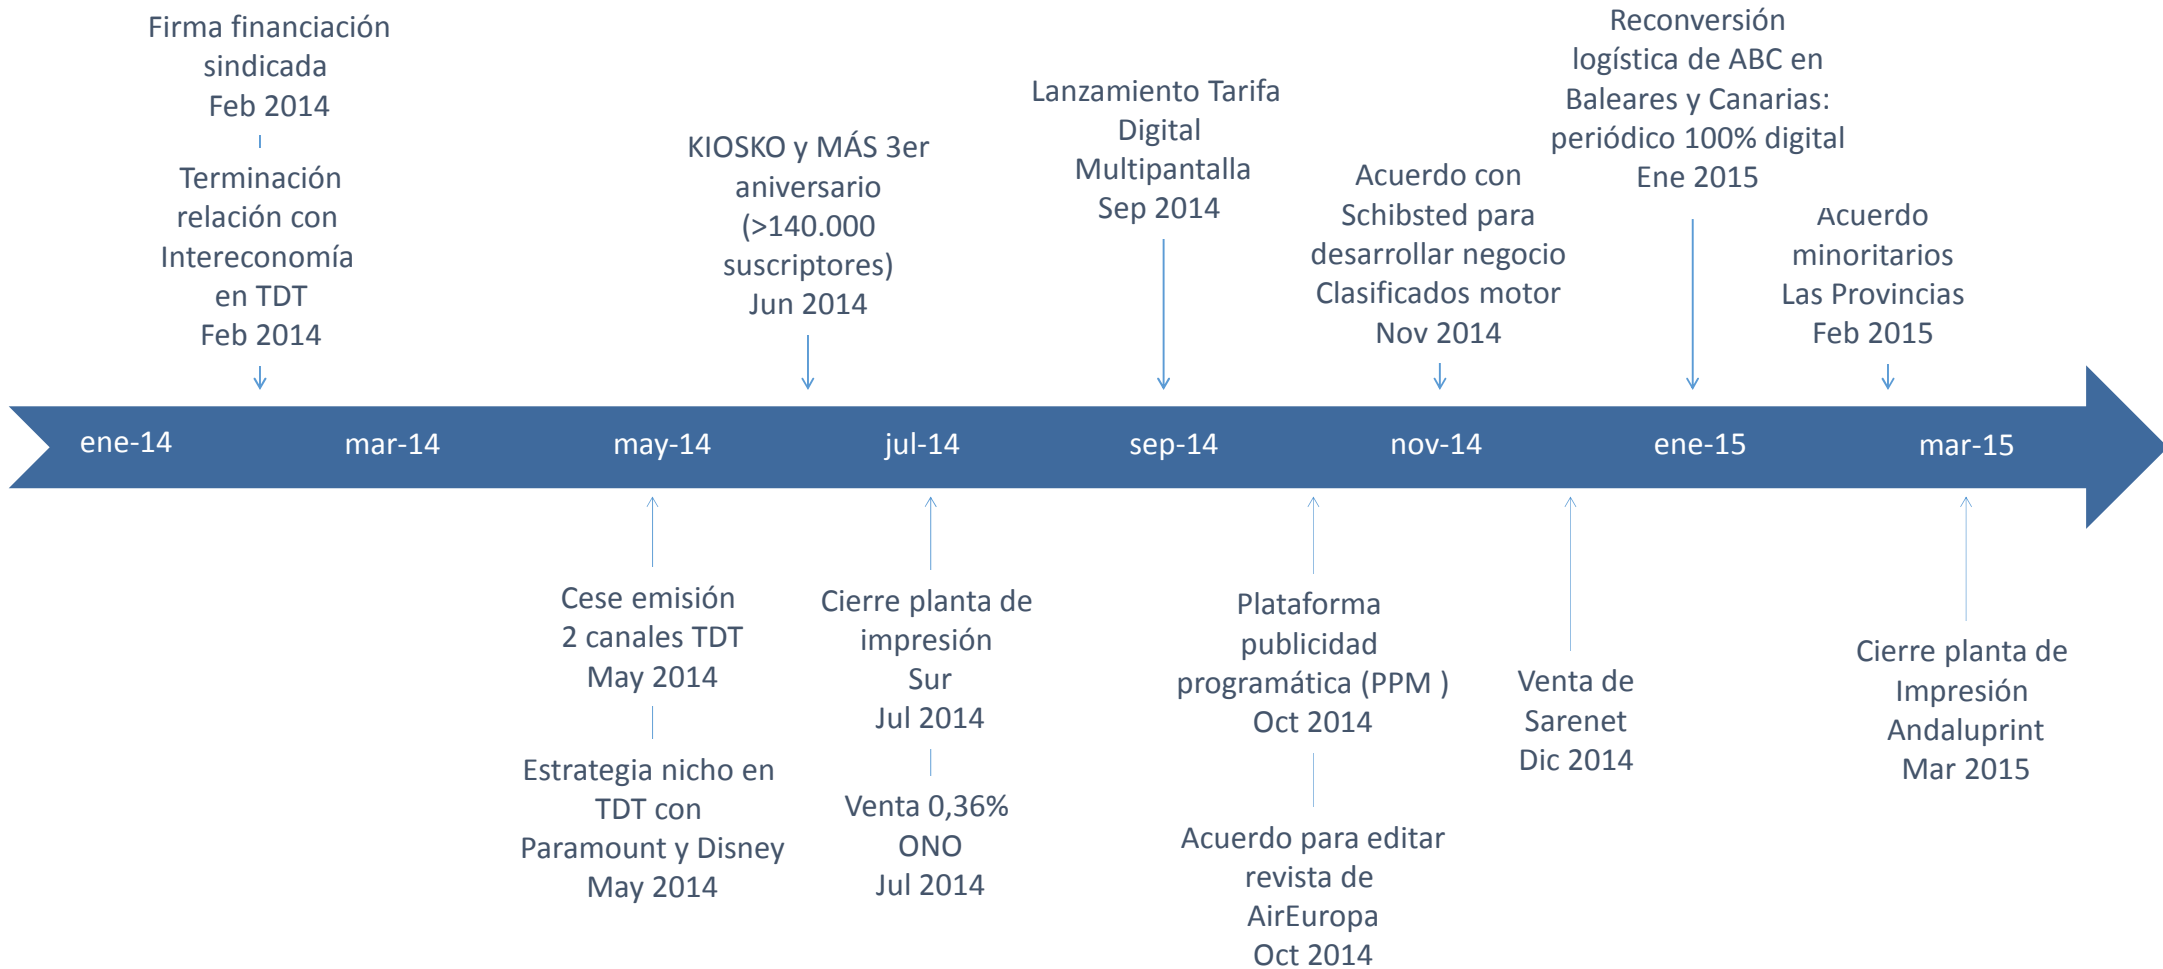 Firma financiación
sindicada
Feb 2014
Terminación
relación con
Intereconomía
en TDT
Feb 2014
KIOSKO y MÁS 3er
aniversario
(>140.000
suscriptores)
Jun 2014
Lanzamiento Tarifa
Digital
Multipantalla
Sep 2014
Acuerdo con
Schibsted para
desarrollar negocio
Clasificados motor
Nov 2014
Reconversión
logística de ABC en
Baleares y Canarias:
periódico 100% digital
Ene 2015
Acuerdo
minoritarios
Las Provincias
Feb 2015
ene-14 mar-14 may-14 jul-14 sep-14 nov-14 ene-15 mar-15
Cese emisión
2 canales TDT
May 2014
Estrategia nicho en
TDT con
Paramount y Disney
May 2014
Cierre planta de
impresión
Sur
Jul 2014
Venta 0,36%
ONO
Jul 2014
Plataforma
publicidad
programática (PPM )
Oct 2014
Acuerdo para editar
revista de
AirEuropa
Oct 2014
Venta de
Sarenet
Dic 2014
Cierre planta de
Impresión
Andaluprint
Mar 2015